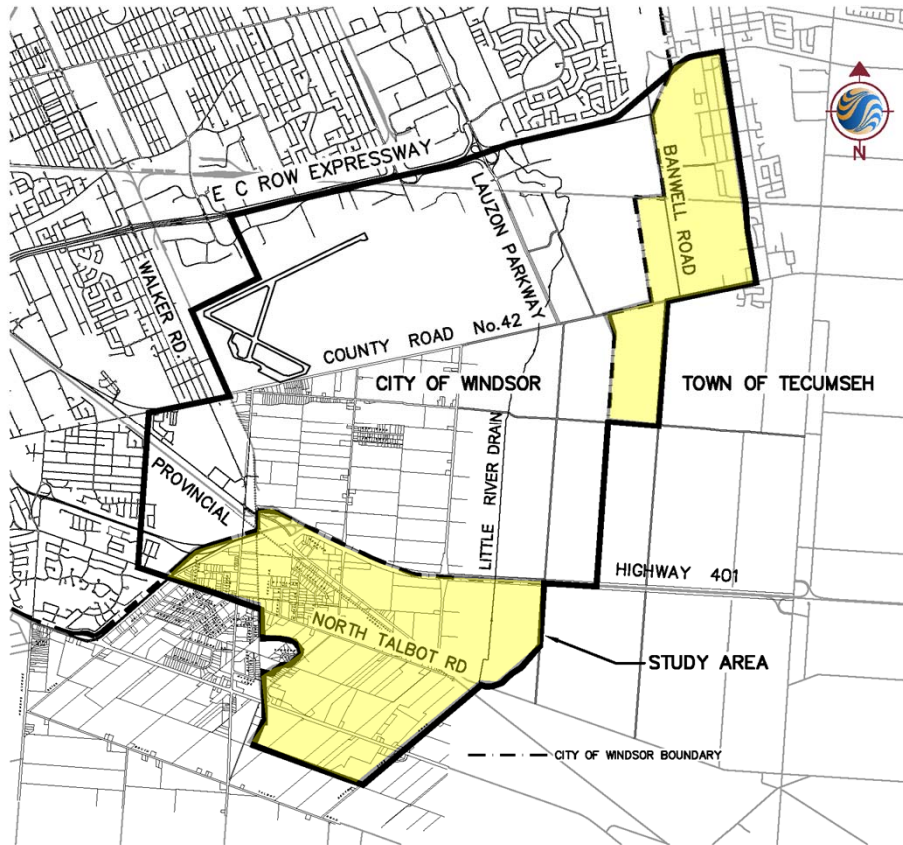 N
E C ROW EXPRESSWAY
BANWELL ROAD
LAUZON PARKWAY
WALKER RD.
COUNTY ROAD No.42
CITY OF WINDSOR
TOWN OF TECUMSEH
PROVINCIAL
LITTLE RIVER DRAIN
HIGHWAY 401
NORTH TALBOT RD
STUDY AREA
CITY OF WINDSOR BOUNDARY